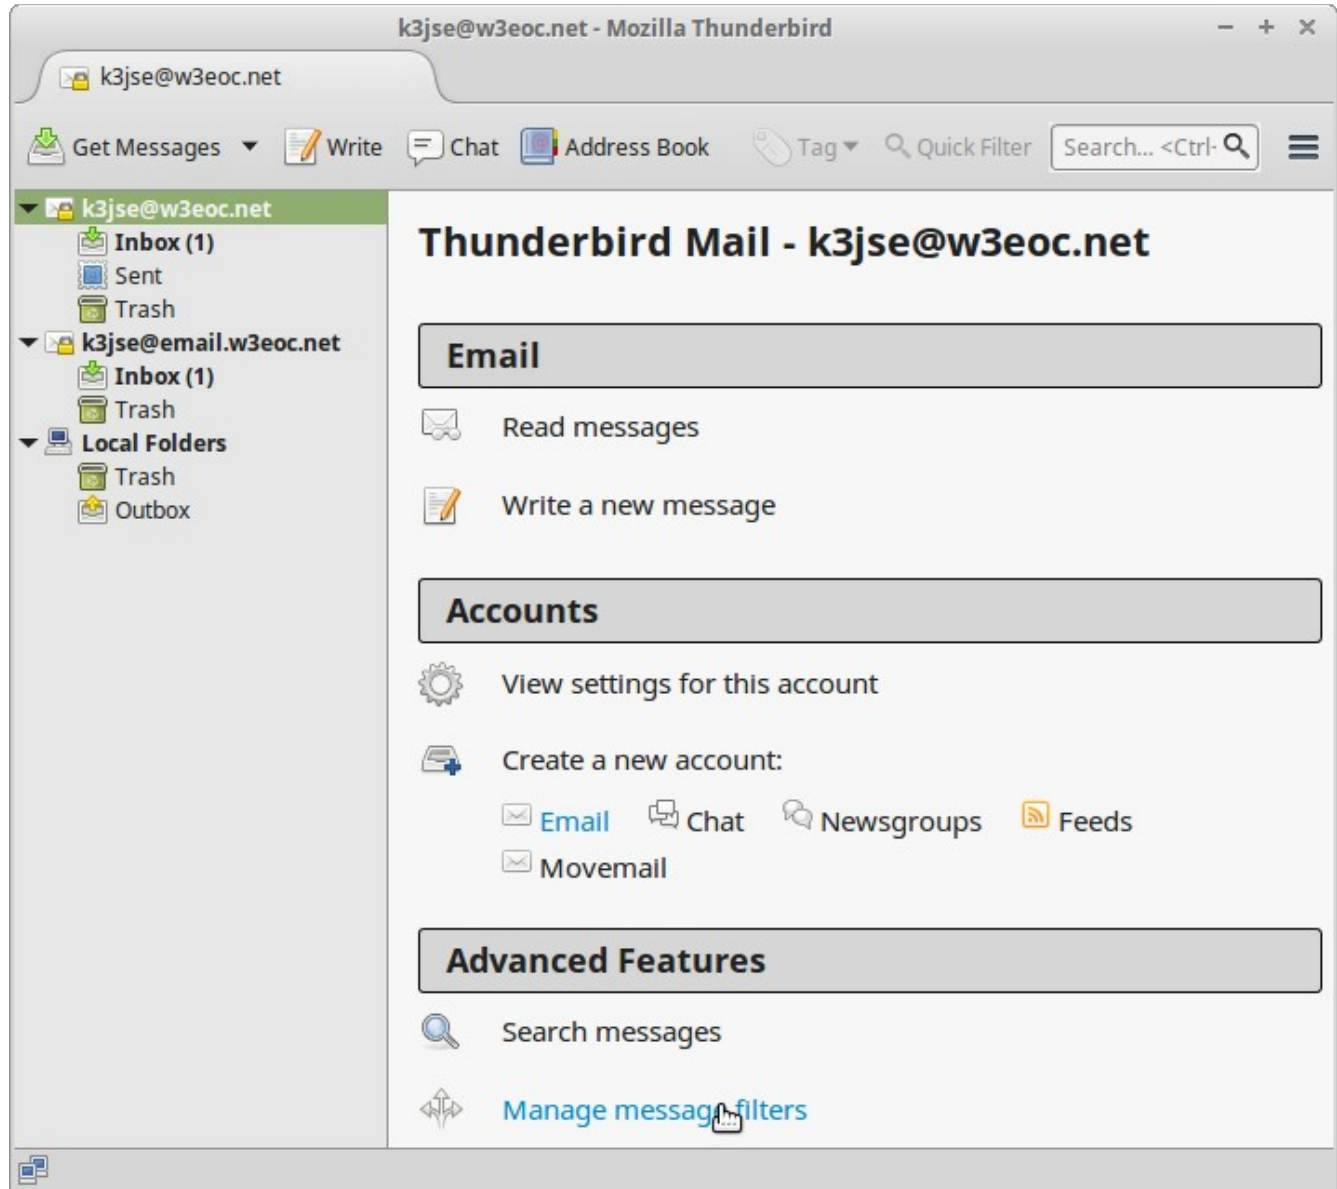 k3jse@w3eoc.net - Mozilla Thunderbird
k3jse@w3eoc.net
Get Messages Write Chat Address Book Tag Quick Filter Search... <Ctrl-
k3jse@w3eoc.net
Inbox (1)
Sent
Trash
k3jse@email.w3eoc.net
Inbox (1)
Trash
Local Folders
Trash
Outbox
Thunderbird Mail - k3jse@w3eoc.net
Email
Read messages
Write a new message
Accounts
View settings for this account
Create a new account:
Email Chat Newsgroups Feeds
Movemail
Advanced Features
Search messages
Manage message filters